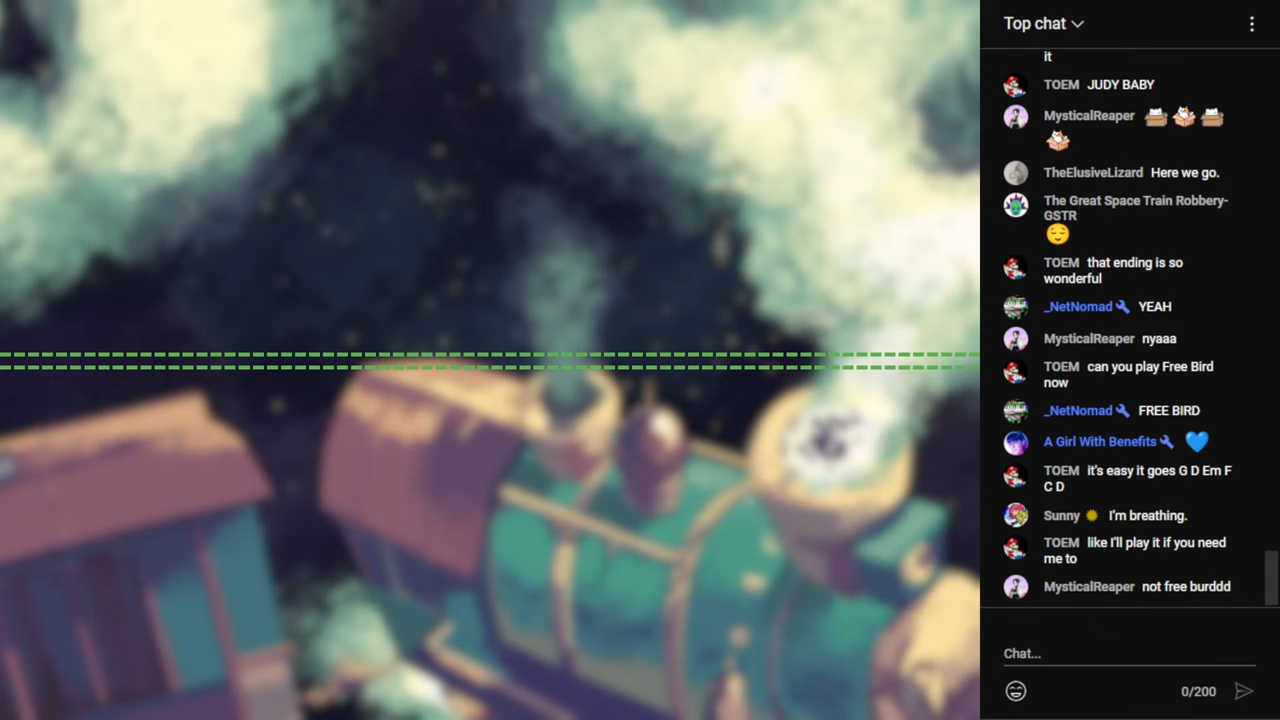 Top chat
it
TOEM JUDY BABY
MysticalReaper
TheElusiveLizard Here we go.
The Great Space Train Robbery-
GSTR
TOEM that ending is so
wonderful
_NetNomad YEAH
MysticalReaper nyaaa
TOEM can you play Free Bird
now
_NetNomad FREE BIRD
A Girl With Benefits
TOEM it's easy it goes G D Em F
C D
Sunny I'm breathing.
TOEM like I'll play it if you need
me to
MysticalReaper not free burddd
Chat...
0/200